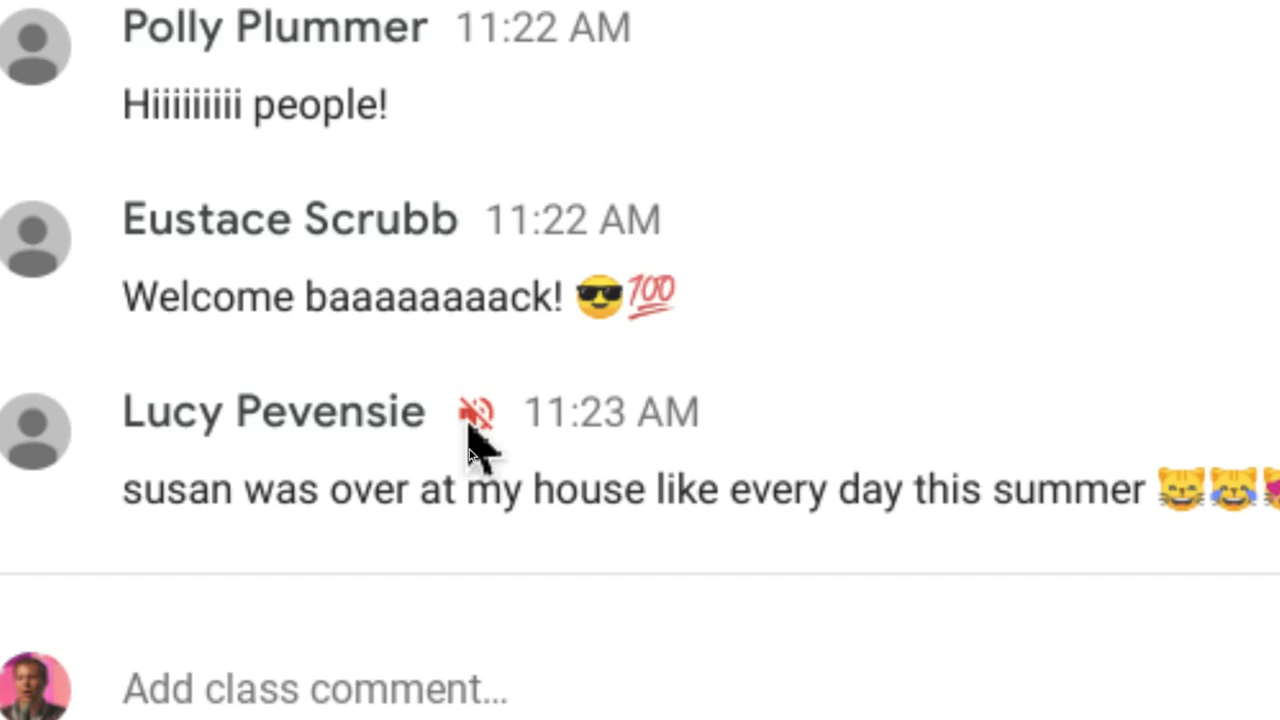 Polly Plummer 11:22 AM
Hiiiiiiiii people!
Eustace Scrubb 11:22 AM
Welcome baaaaaaaack! 😎💯
Lucy Pevensie 11:23 AM
susan was over at my house like every day this summer 😸😹😻
Add class comment…